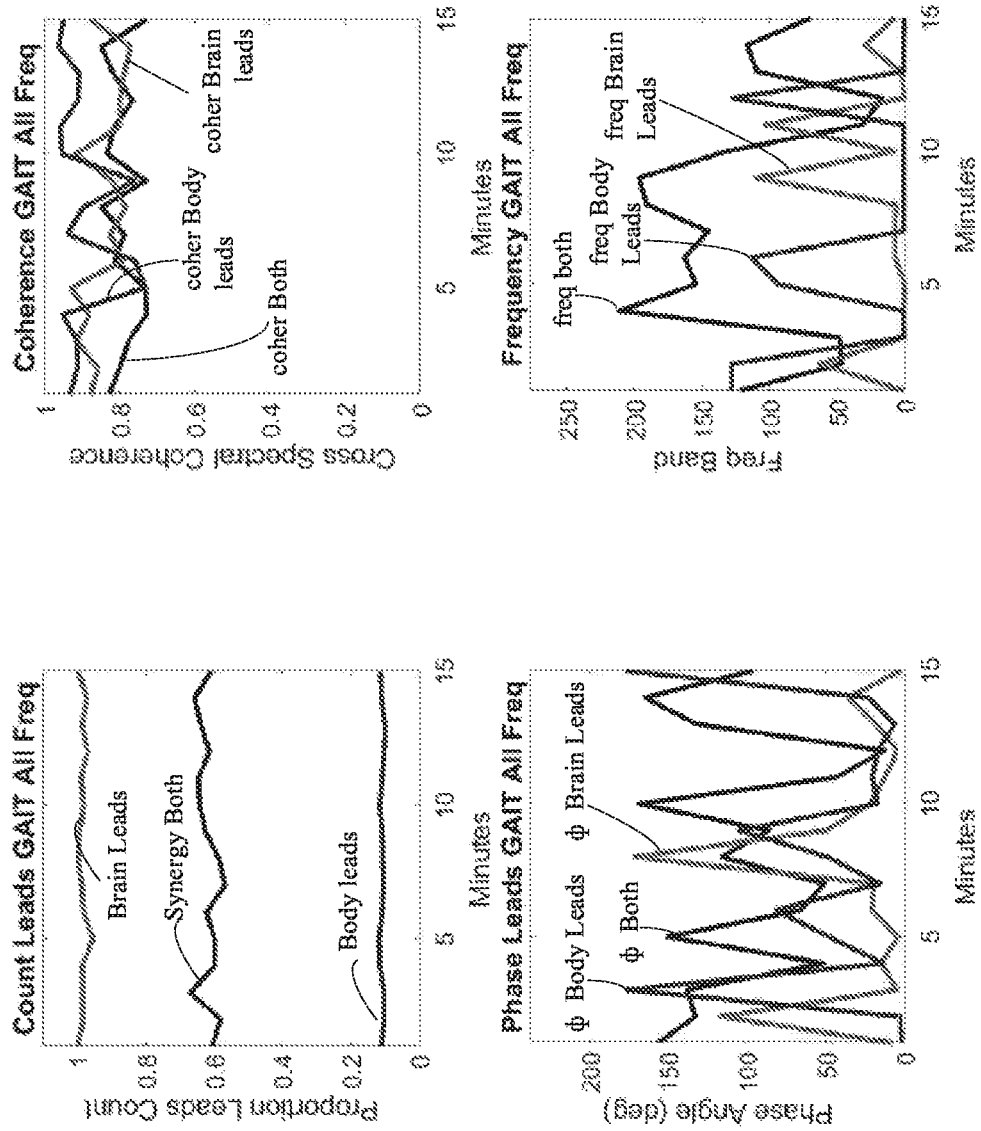 Count Leads GAIT All Freq
Proportion Leads Count
1
0.8
0.6
0.4
0.2
0
Brain Leads
Synergy Both
Body leads
5
10
15
Minutes
Coherence GAIT All Freq
Cross Spectral Coherence
1
0.8
0.6
0.4
0.2
0
coher Brain
leads
coher Body
leads
coher Both
5
10
15
Minutes
Phase Leads GAIT All Freq
Phase Angle (deg)
200
150
100
50
0
ϕ Body Leads
ϕ Both
ϕ Brain Leads
5
10
15
Minutes
Frequency GAIT All Freq
Freq Band
250
200
150
100
50
0
freq both
freq Body
Leads
freq Brain
Leads
5
10
15
Minutes